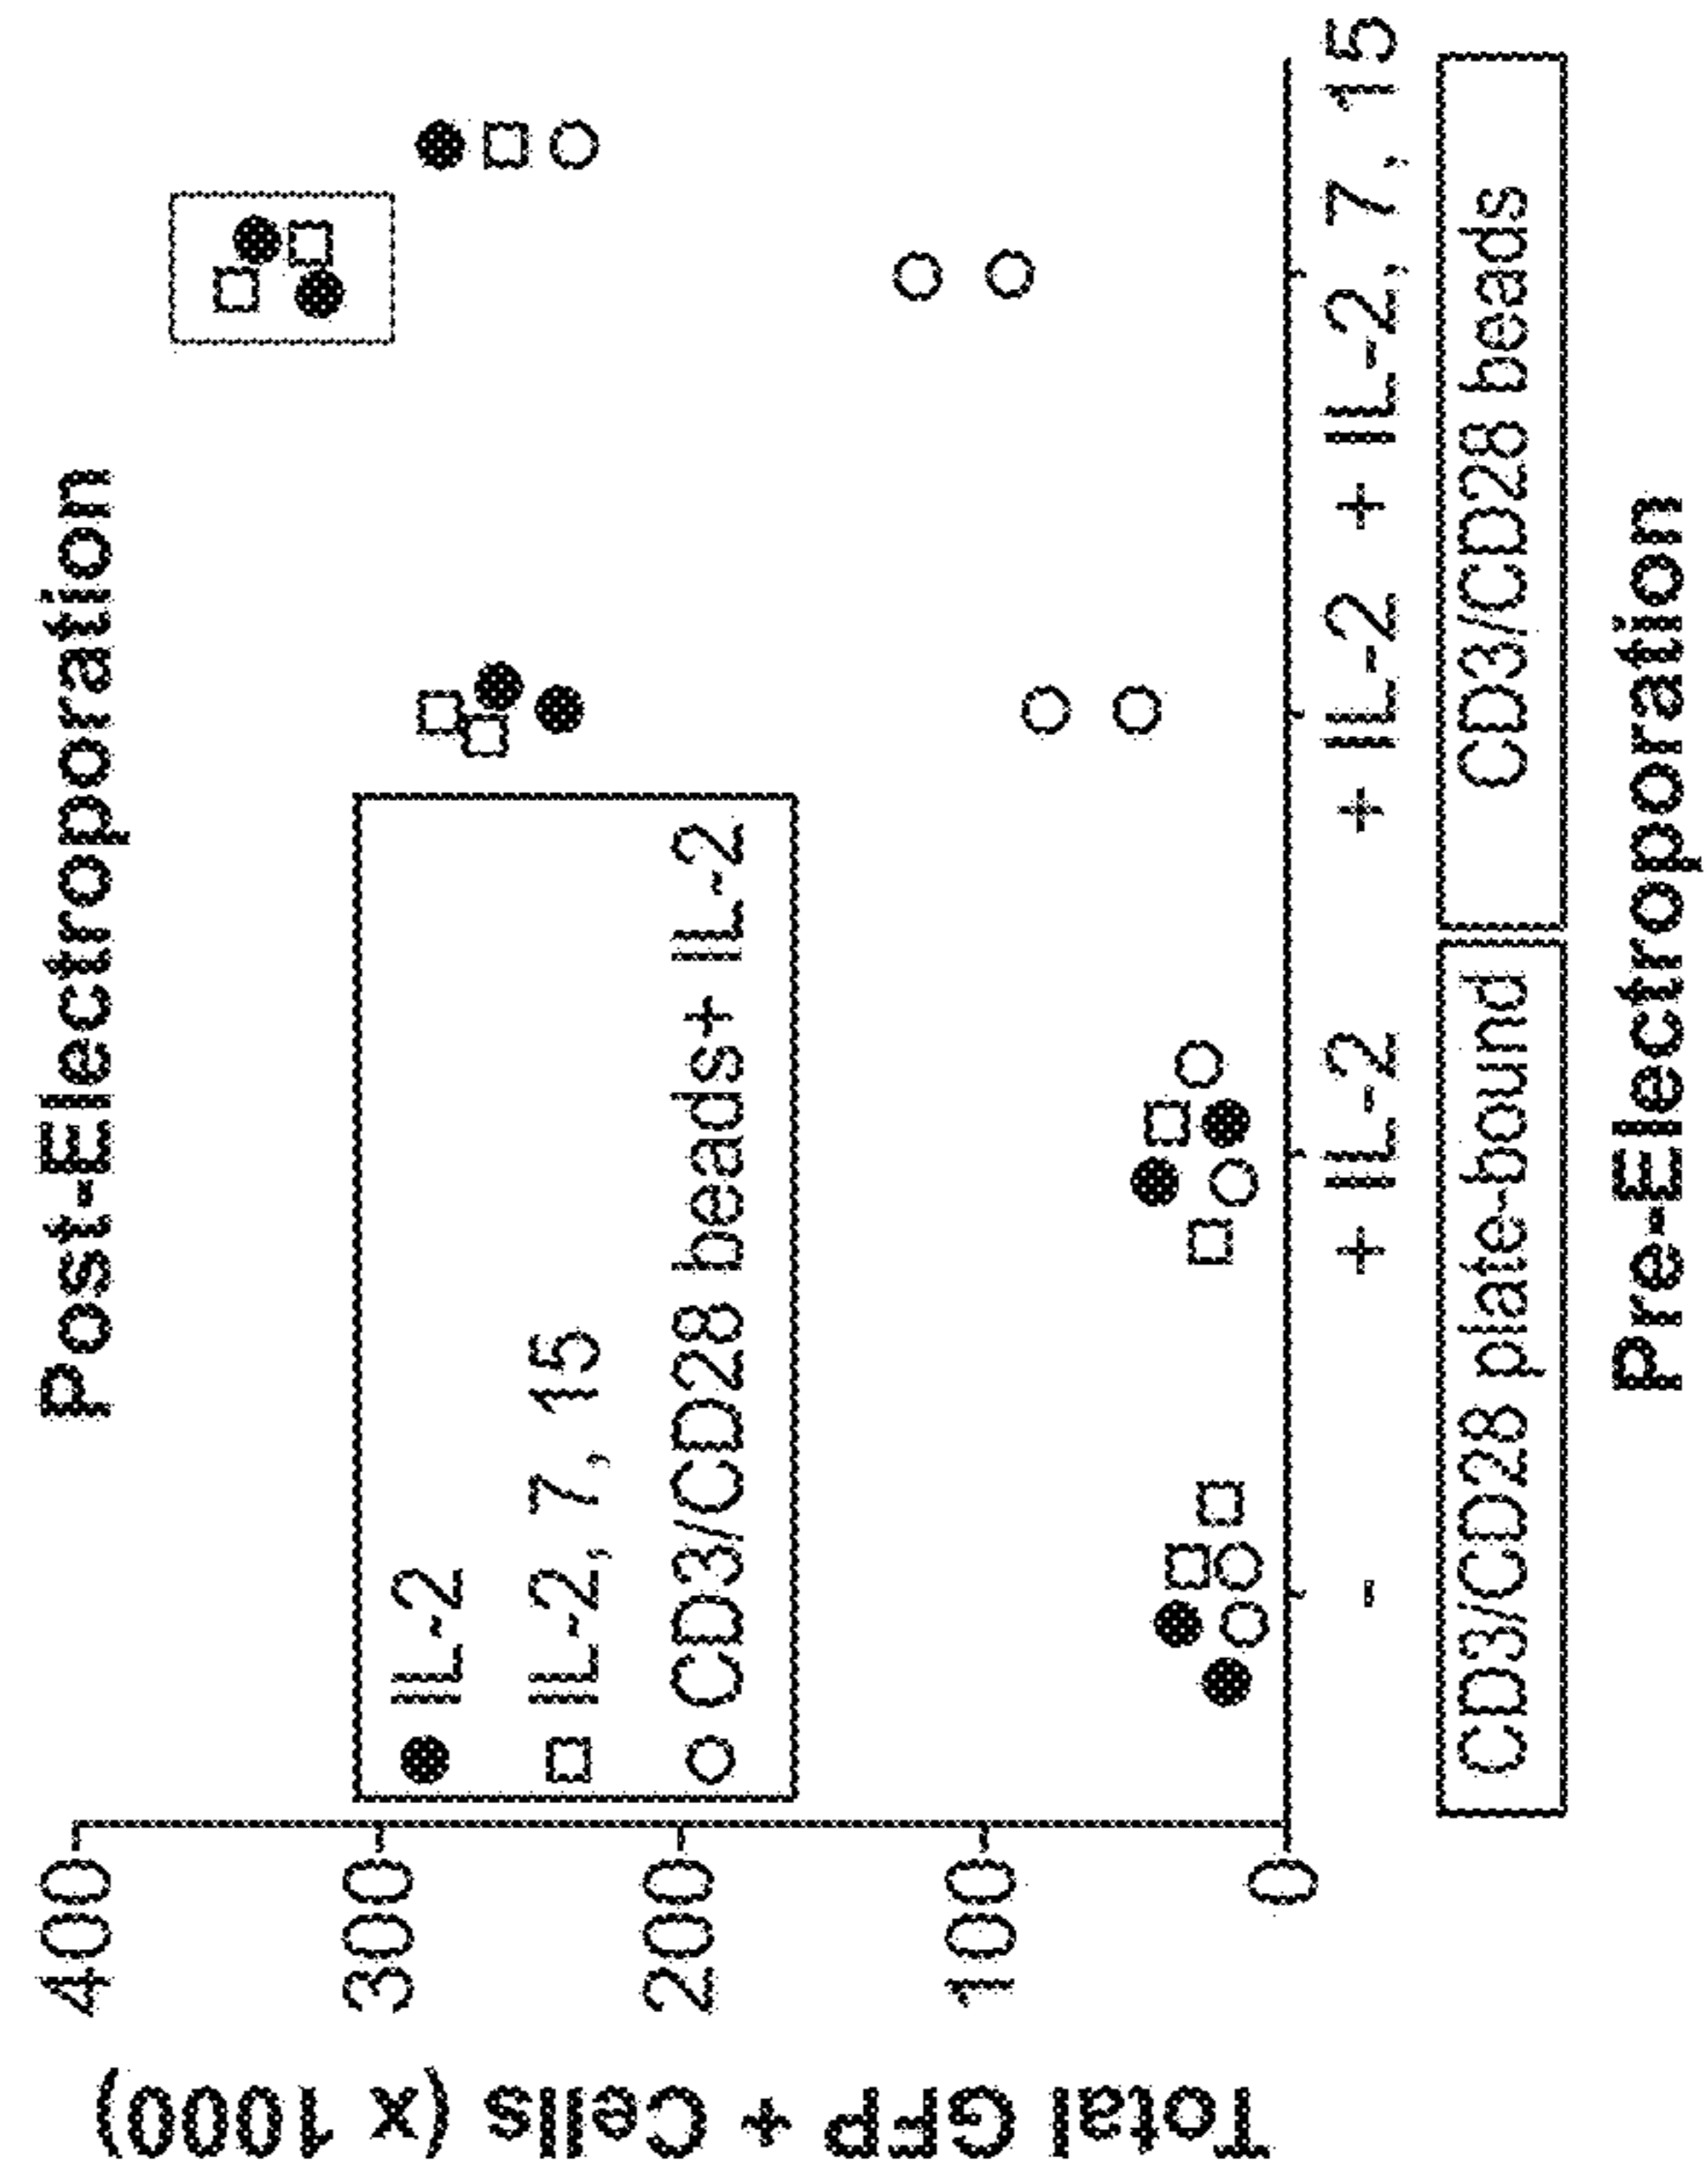 Post-Electroporation
Total GFP + Cells (x 1000)
400
300
200
100
0
IL-2
IL-2, 7, 15
CD3/CD28 beads+ IL-2
- + IL-2 + IL-2 + IL-2, 7, 15
CD3/CD28 plate-bound CD3/CD28 beads
Pre-Electroporation